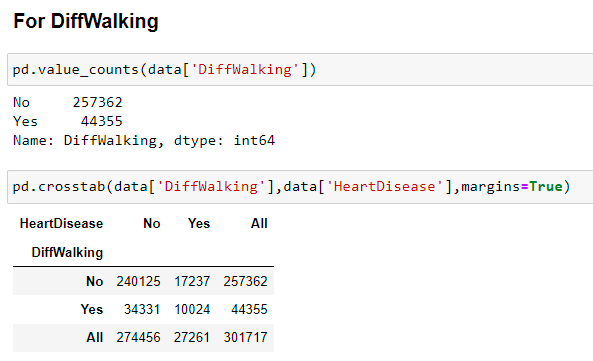 For DiffWalking
pd.value_counts(data['DiffWalking'])
No 257362
Yes 44355
Name: DiffWalking, dtype: int64
pd.crosstab(data['DiffWalking'],data['HeartDisease'],margins=True)
HeartDisease No Yes All
DiffWalking
No 240125 17237 257362
Yes 34331 10024 44355
All 274456 27261 301717